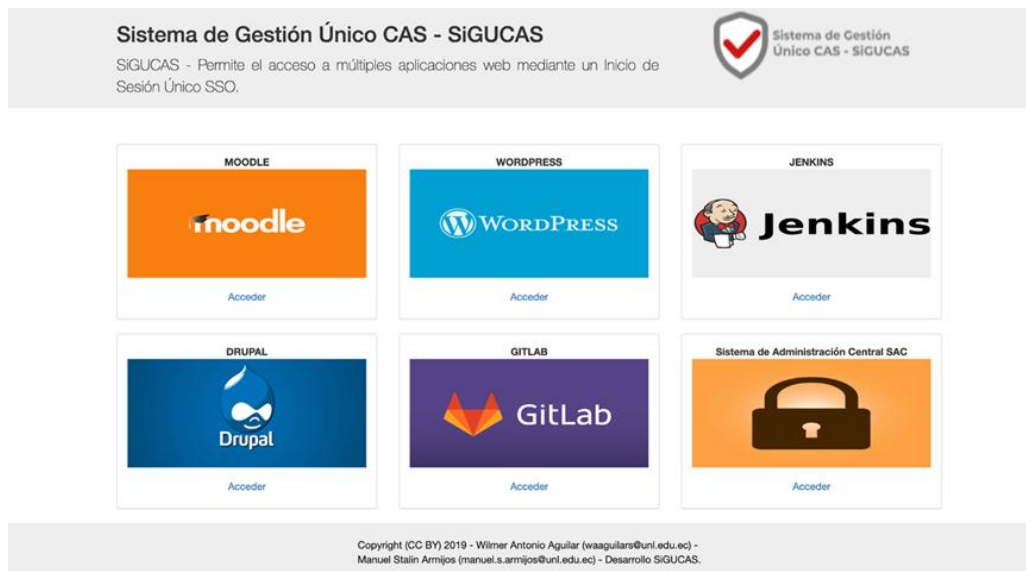 Sistema de Gestión Único CAS - SiGUCAS
SiGUCAS - Permite el acceso a múltiples aplicaciones web mediante un Inicio de
Sesión Único SSO.
Sistema de Gestión
Único CAS - SiGUCAS
MOODLE
moodle
Acceder
WORDPRESS
WORDPRESS
Acceder
JENKINS
Jenkins
Acceder
DRUPAL
Drupal
Acceder
GITLAB
GitLab
Acceder
Sistema de Administración Central SAC
Acceder
Copyright (CC BY) 2019 - Wilmer Antonio Aguilar (waaguilars@unl.edu.ec) -
Manuel Stalin Armijos (manuel.s.armijos@unl.edu.ec) - Desarrollo SiGUCAS.